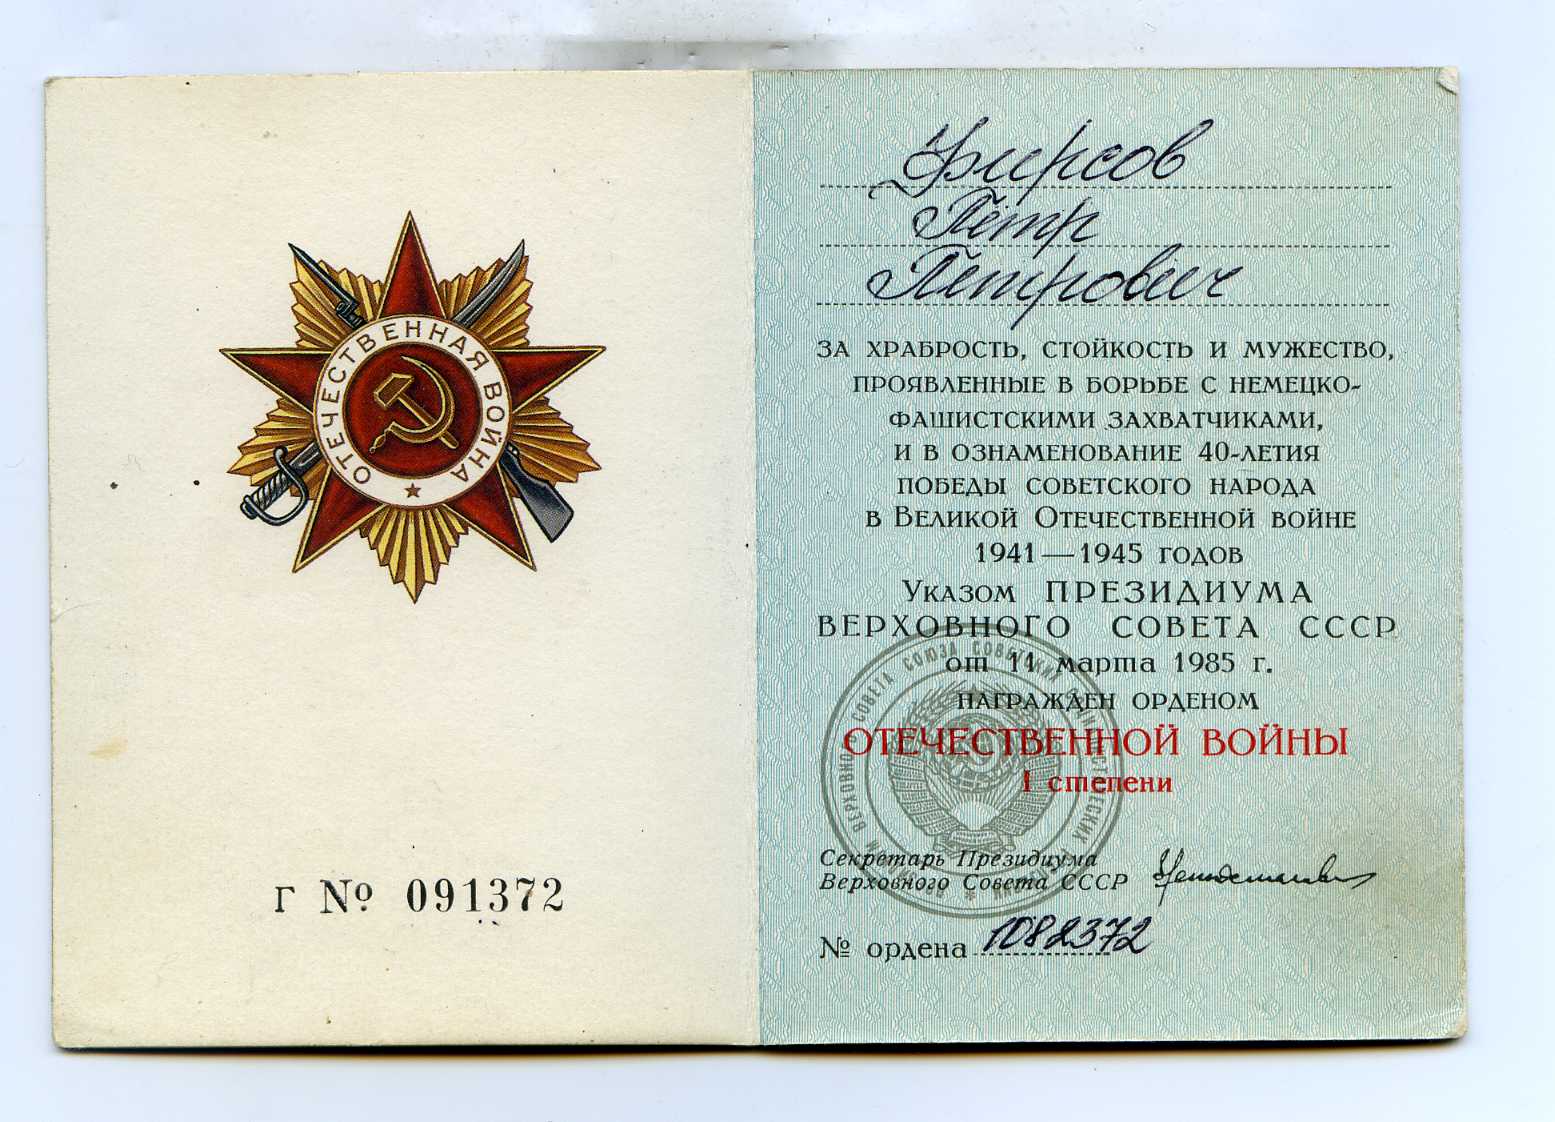 ОТЕЧЕСТВЕННАЯ ВОЙНА
Г № 091372
Фирсов
Пётр
Петрович
ЗА ХРАБРОСТЬ, СТОЙКОСТЬ И МУЖЕСТВО,
ПРОЯВЛЕННЫЕ В БОРЬБЕ С НЕМЕЦКО-
ФАШИСТСКИМИ ЗАХВАТЧИКАМИ,
И В ОЗНАМЕНОВАНИЕ 40-ЛЕТИЯ
ПОБЕДЫ СОВЕТСКОГО НАРОДА
В ВЕЛИКОЙ ОТЕЧЕСТВЕННОЙ ВОЙНЕ
1941—1945 ГОДОВ
УКАЗОМ ПРЕЗИДИУМА
ВЕРХОВНОГО СОВЕТА СССР
от 11 марта 1985 г.
НАГРАЖДЕН ОРДЕНОМ
ОТЕЧЕСТВЕННОЙ ВОЙНЫ
I степени
Секретарь Президиума
Верховного Совета СССР
№ ордена 1082372